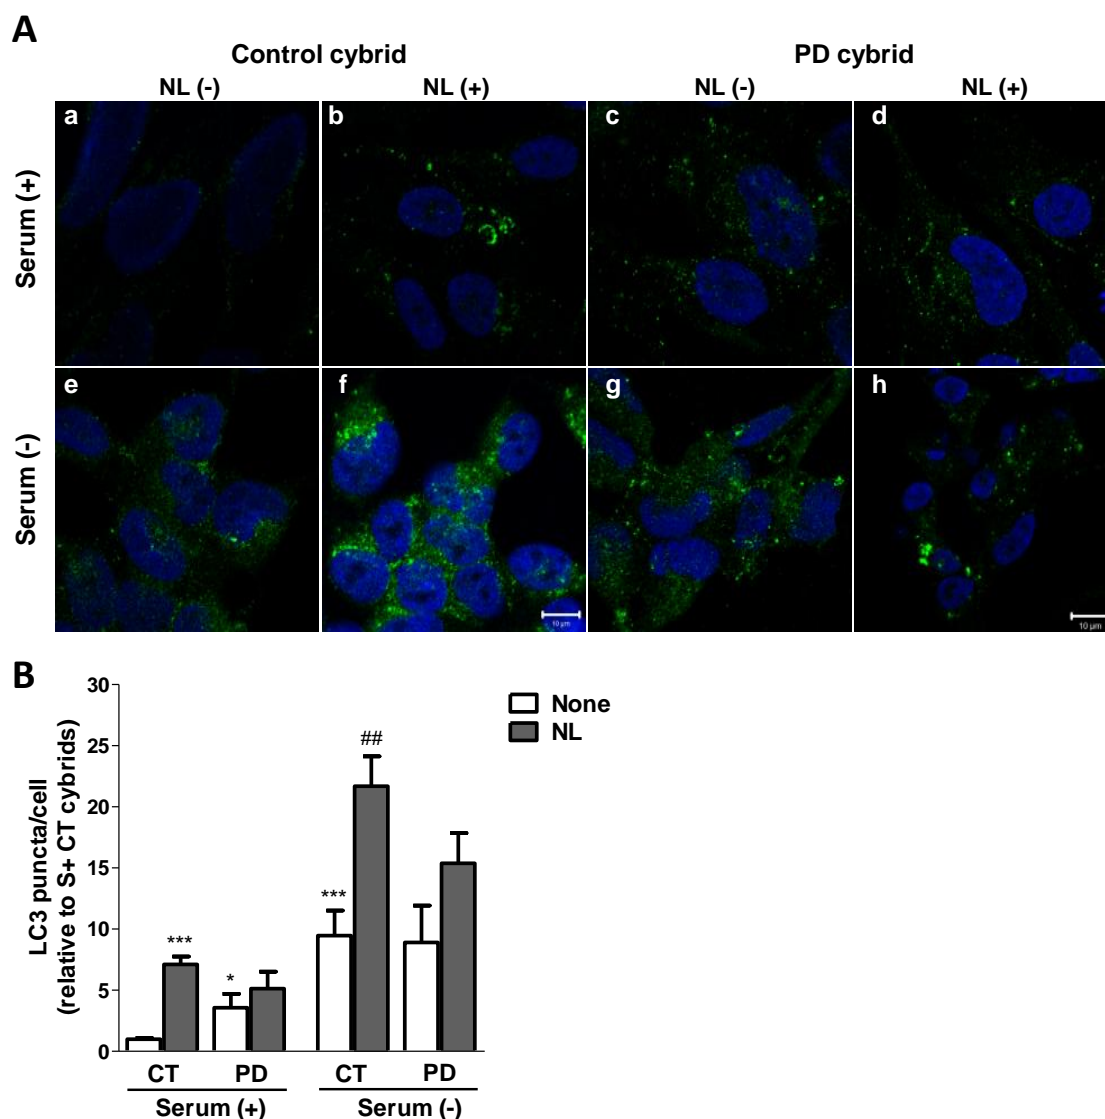 A
Control cybrid PD cybrid
NL (-) NL (+) NL (-) NL (+)
Serum (+)
a b c d
Serum (-)
e f g h
10 µm 10 µm
B
LC3 puncta/cell
(relative to S+ CT cybrids)
30
25
20
15
10
5
0
None
NL
***
*
***
##
CT PD CT PD
Serum (+) Serum (-)